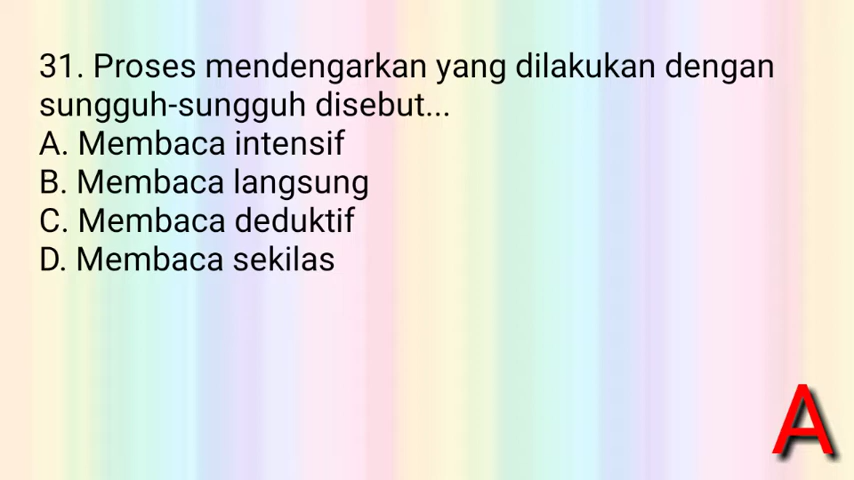 31. Proses mendengarkan yang dilakukan dengan
sungguh-sungguh disebut...
A. Membaca intensif
B. Membaca langsung
C. Membaca deduktif
D. Membaca sekilas
A